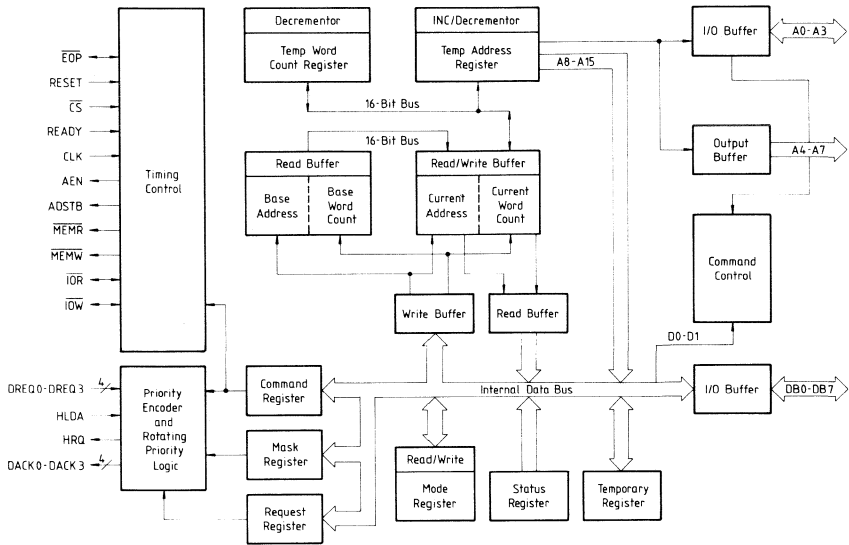 EOP
RESET
CS
READY
CLK
AEN
ADSTB
MEMR
MEMW
IOR
IOW
Timing
Control
DREQ0-DREQ3
4
HLDA
HRQ
DACK0-DACK3
4
Priority
Encoder
and
Rotating
Priority
Logic
Decrementor
Temp Word
Count Register
INC/Decrementor
Temp Address
Register
A8-A15
16-Bit Bus
16-Bit Bus
Read Buffer
Base
Address
Base
Word
Count
Read/Write Buffer
Current
Address
Current
Word
Count
Write Buffer
Read Buffer
I/O Buffer
A0-A3
Output
Buffer
A4-A7
Command
Control
D0-D1
Internal Data Bus
I/O Buffer
DB0-DB7
Command
Register
Mask
Register
Request
Register
Read/Write
Mode
Register
Status
Register
Temporary
Register